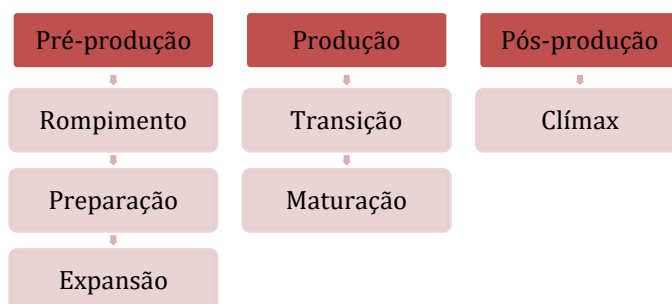 Pré-produção
Rompimento
Preparação
Expansão
Produção
Transição
Maturação
Pós-produção
Clímax